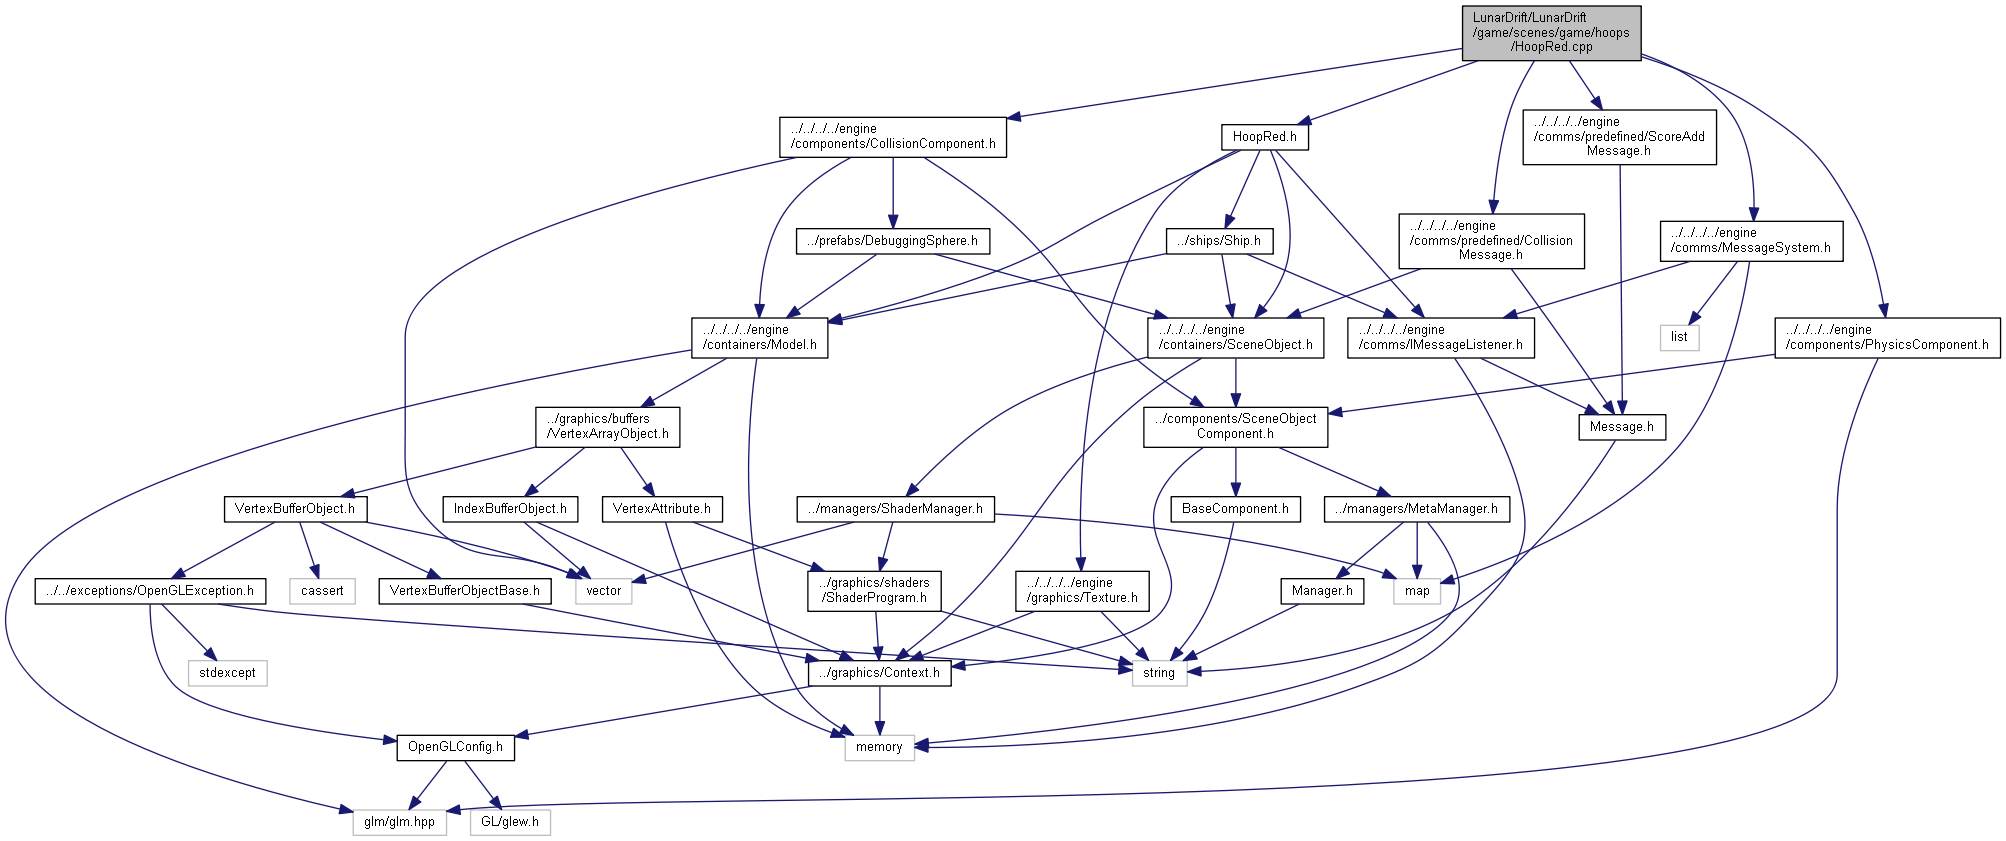 LunarDrift/LunarDrift
/game/scenes/game/hoops
/HoopRed.cpp
../../../../engine
/components/CollisionComponent.h
HoopRed.h
../../../../engine
/comms/predefined/ScoreAdd
Message.h
../prefabs/DebuggingSphere.h
../ships/Ship.h
../../../../engine
/comms/predefined/Collision
Message.h
../../../../engine
/comms/MessageSystem.h
../../../../engine
/containers/Model.h
../../../../engine
/containers/SceneObject.h
../../../../engine
/comms/IMessageListener.h
list
../../../../engine
/components/PhysicsComponent.h
../graphics/buffers
/VertexArrayObject.h
../components/SceneObject
Component.h
Message.h
VertexBufferObject.h
IndexBufferObject.h
VertexAttribute.h
../managers/ShaderManager.h
BaseComponent.h
../managers/MetaManager.h
../../exceptions/OpenGLException.h
cassert
VertexBufferObjectBase.h
vector
../graphics/shaders
/ShaderProgram.h
../../../../engine
/graphics/Texture.h
Manager.h
map
stdexcept
../graphics/Context.h
string
OpenGLConfig.h
memory
glm/glm.hpp
GL/glew.h